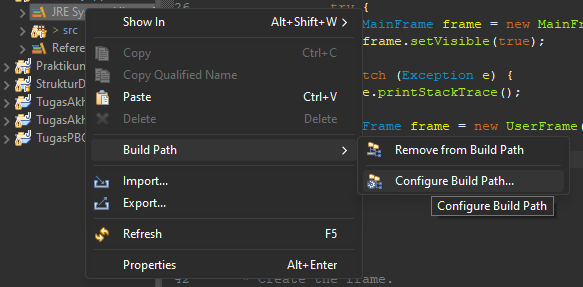 JRE Sy
src
Refere
Praktikun
StrukturD
TugasAkh
TugasAkh
TugasPBC
Show In Alt+Shift+W
Copy Ctrl+C
Copy Qualified Name
Paste Ctrl+V
Delete Delete
Build Path
Import...
Export...
Refresh F5
Properties Alt+Enter
Remove from Build Path
Configure Build Path...
Configure Build Path
26 try {
MainFrame frame = new MainF
frame.setVisible(true);
tch (Exception e) {
e.printStackTrace();
Frame frame = new UserFrame(
42 * Create the frame.